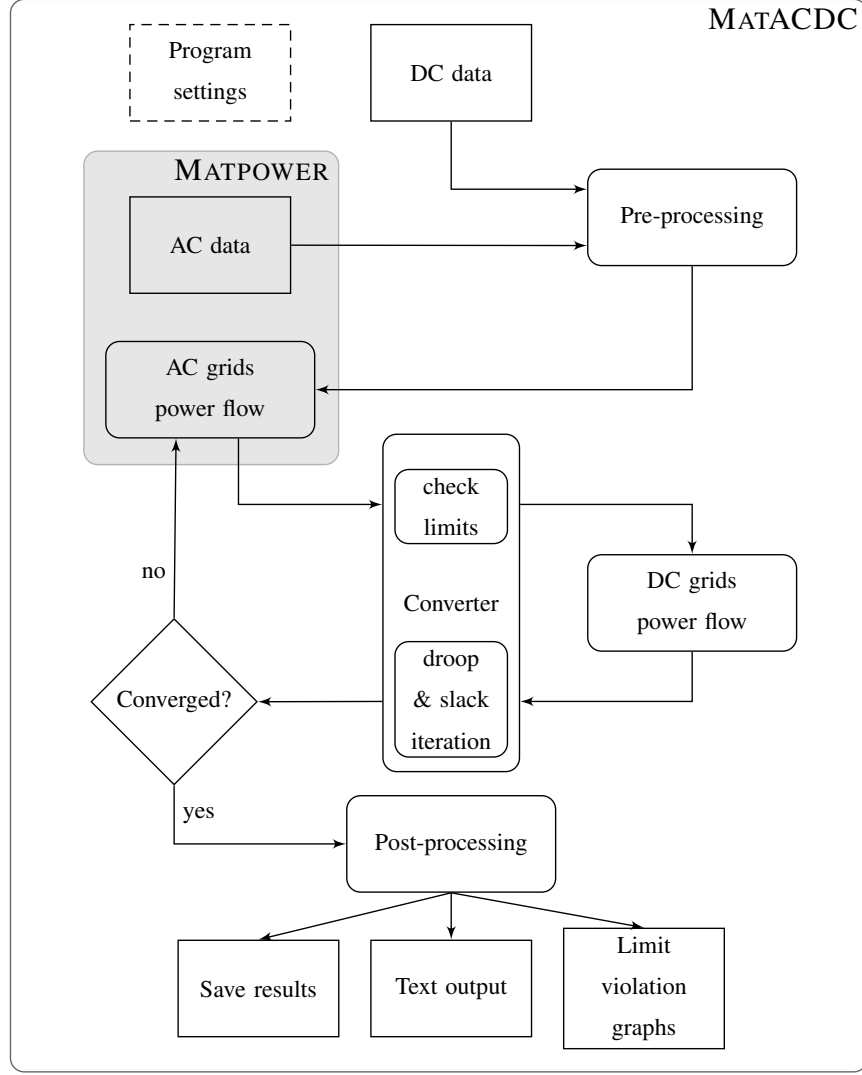 MATACDC
Program
settings
DC data
MATPOWER
Pre-processing
AC data
AC grids
power flow
check
limits
DC grids
power flow
no
Converter
droop
& slack
iteration
Converged?
yes
Post-processing
Save results
Text output
Limit
violation
graphs